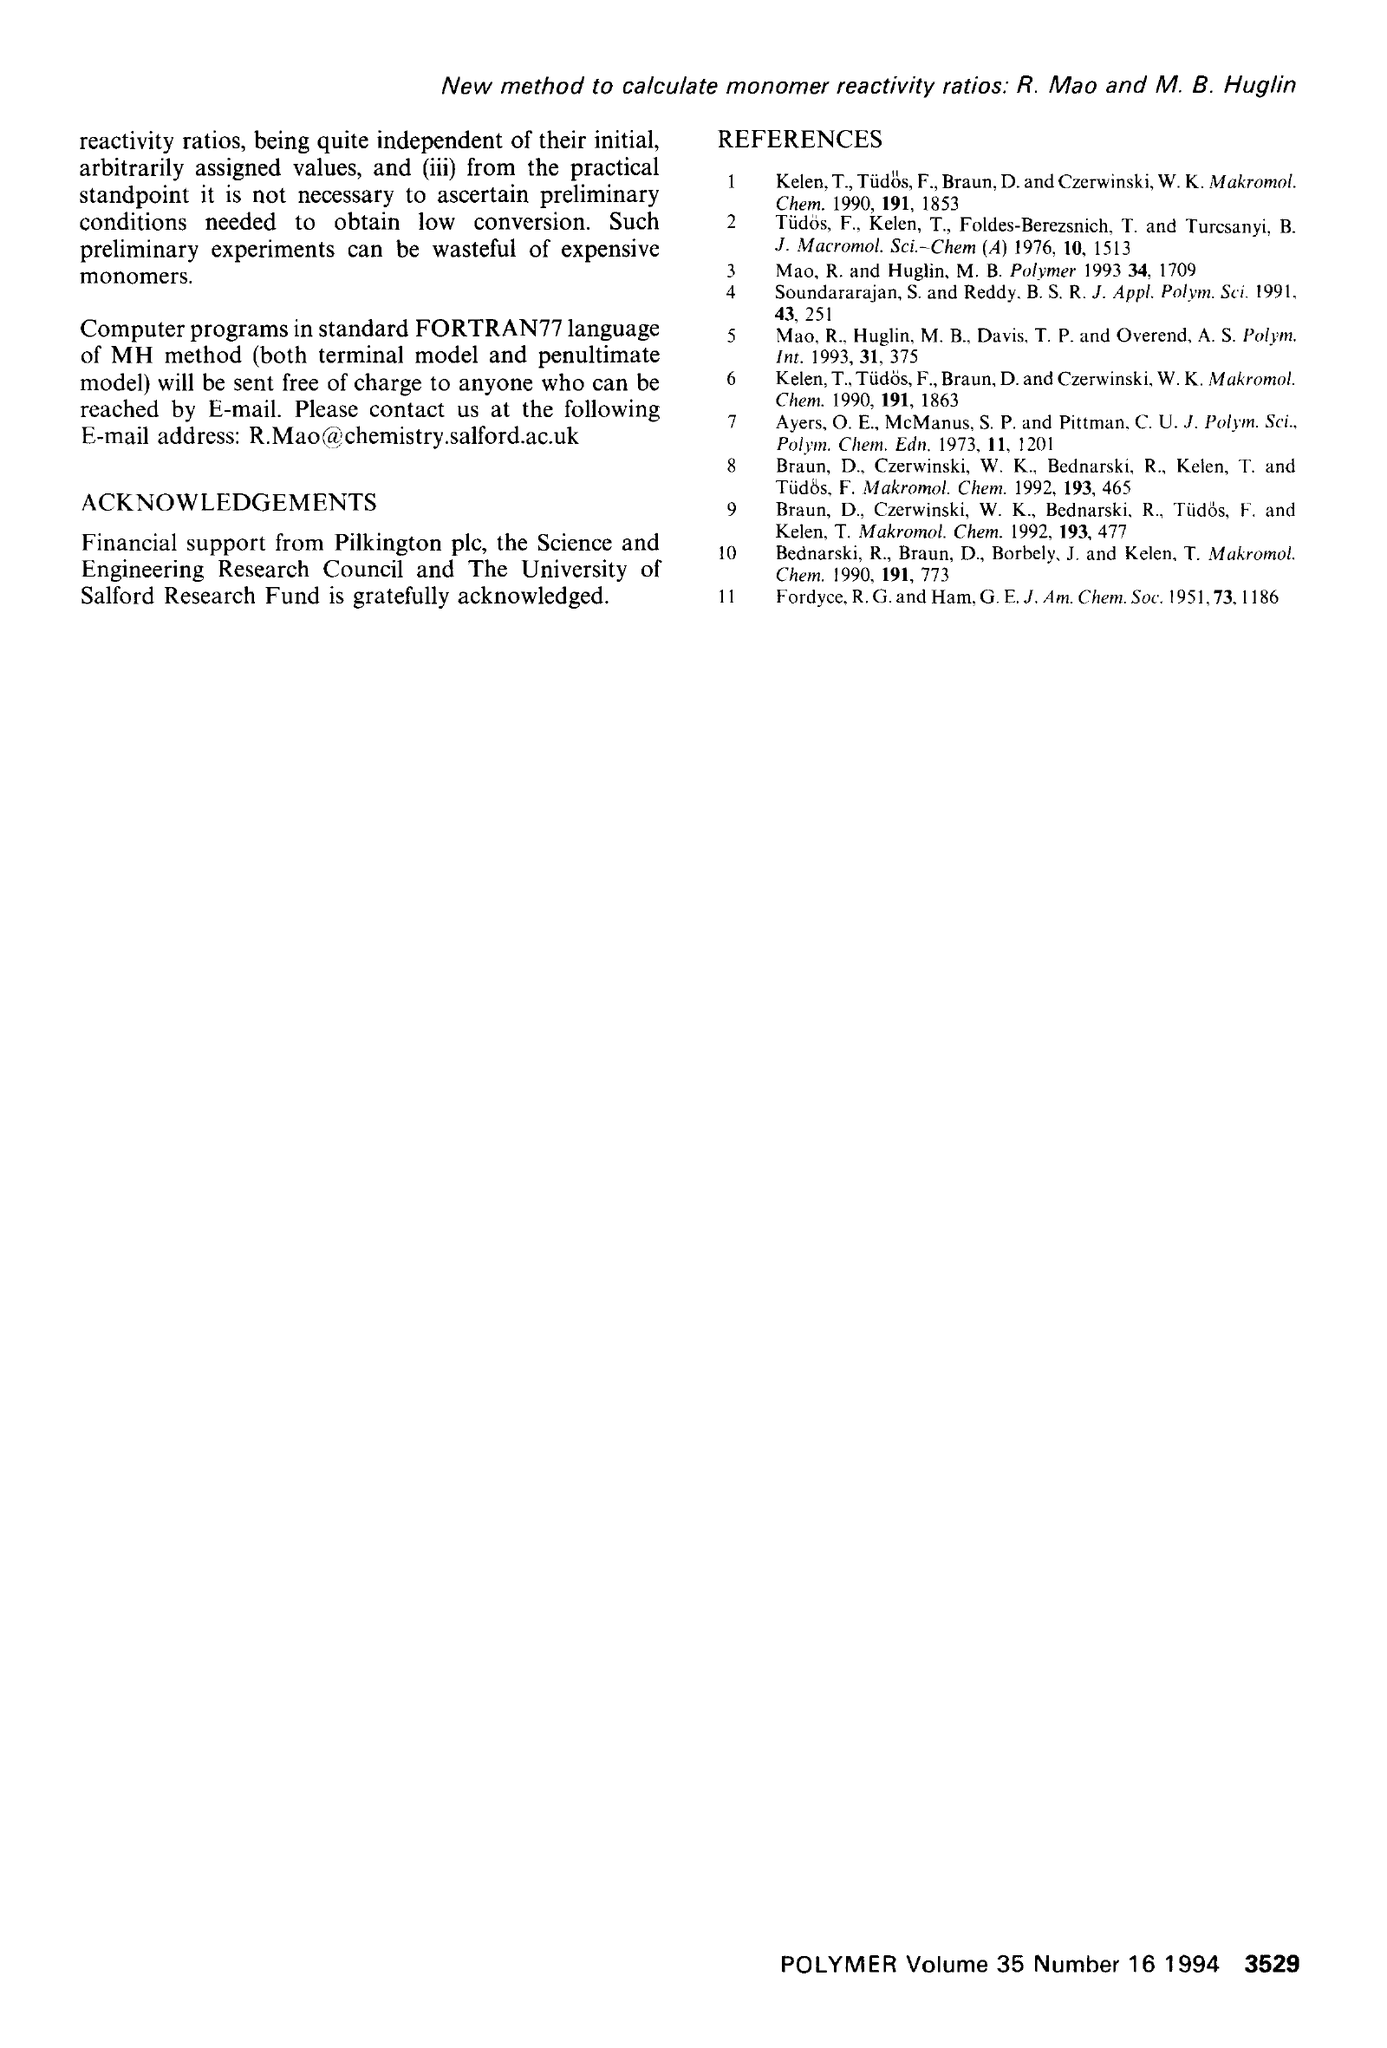 New method to calculate monomer reactivity ratios: R. Mao and M. B. Huglin
reactivity ratios, being quite independent of their initial,
arbitrarily assigned values, and (iii) from the practical
standpoint it is not necessary to ascertain preliminary
conditions needed to obtain low conversion. Such
preliminary experiments can be wasteful of expensive
monomers.
Computer programs in standard FORTRAN77 language
of MH method (both terminal model and penultimate
model) will be sent free of charge to anyone who can be
reached by E-mail. Please contact us at the following
E-mail address: R.Mao@chemistry.salford.ac.uk
ACKNOWLEDGEMENTS
Financial support from Pilkington plc, the Science and
Engineering Research Council and The University of
Salford Research Fund is gratefully acknowledged.
REFERENCES
1 Kelen, T., Tüdős, F., Braun, D. and Czerwinski, W. K. Makromol.
Chem. 1990, 191, 1853
2 Tüdös, F., Kelen, T., Foldes-Berezsnich, T. and Turcsanyi, B.
J. Macromol. Sci.-Chem (A) 1976, 10, 1513
3 Mao, R. and Huglin, M. B. Polymer 1993 34, 1709
4 Soundararajan, S. and Reddy, B. S. R. J. Appl. Polym. Sci. 1991,
43, 251
5 Mao, R., Huglin, M. B., Davis, T. P. and Overend, A. S. Polym.
Int. 1993, 31, 375
6 Kelen, T., Tüdős, F., Braun, D. and Czerwinski, W. K. Makromol.
Chem. 1990, 191, 1863
7 Ayers, O. E., McManus, S. P. and Pittman, C. U. J. Polym. Sci.,
Polym. Chem. Edn. 1973, 11, 1201
8 Braun, D., Czerwinski, W. K., Bednarski, R., Kelen, T. and
Tüdős, F. Makromol. Chem. 1992, 193, 465
9 Braun, D., Czerwinski, W. K., Bednarski, R., Tüdős, F. and
Kelen, T. Makromol. Chem. 1992, 193, 477
10 Bednarski, R., Braun, D., Borbely, J. and Kelen, T. Makromol.
Chem. 1990, 191, 773
11 Fordyce, R. G. and Ham, G. E. J. Am. Chem. Soc. 1951, 73, 1186
POLYMER Volume 35 Number 16 1994 3529